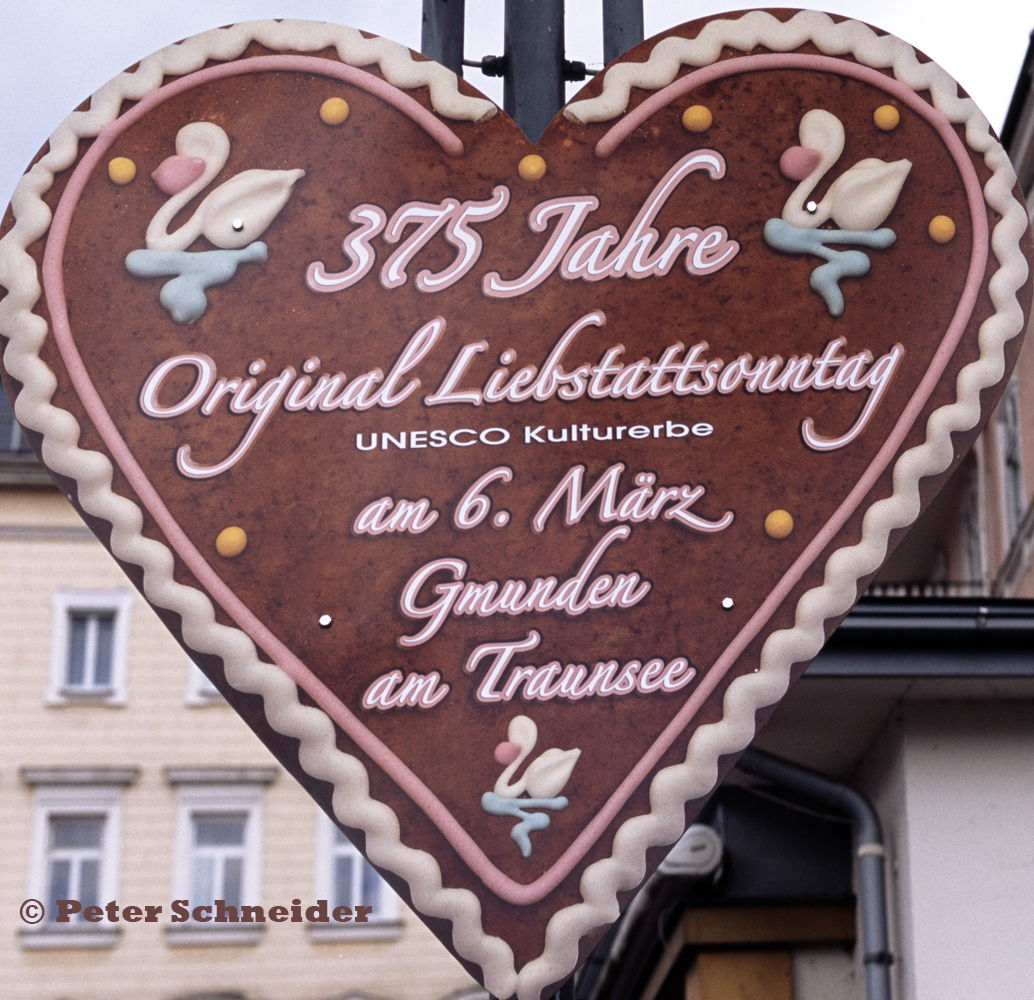 375 Jahre
Original Liebstattsonntag
UNESCO Kulturerbe
am 6. März
Gmunden
am Traunsee
© Peter Schneider